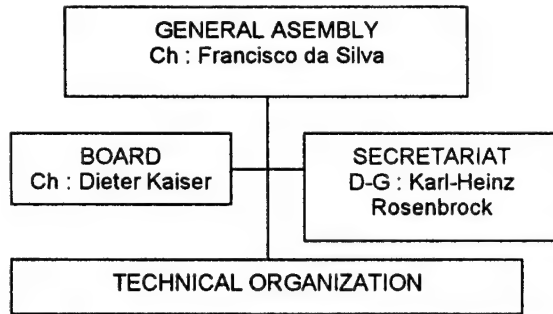 GENERAL ASEMBLY
Ch : Francisco da Silva
BOARD
Ch : Dieter Kaiser
SECRETARIAT
D-G : Karl-Heinz
Rosenbrock
TECHNICAL ORGANIZATION